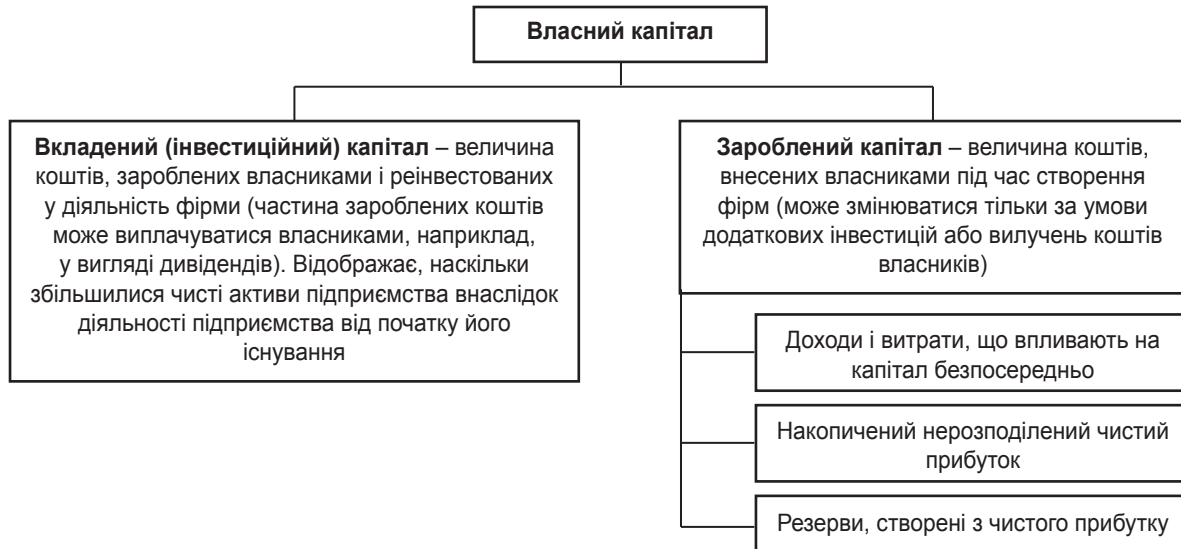 Власний капітал
Вкладений (інвестиційний) капітал – величина
коштів, зароблених власниками і реінвестованих
у діяльність фірми (частина зароблених коштів
може виплачуватися власниками, наприклад,
у вигляді дивідендів). Відображає, наскільки
збільшилися чисті активи підприємства внаслідок
діяльності підприємства від початку його
існування
Зароблений капітал – величина коштів,
внесених власниками під час створення
фірм (може змінюватися тільки за умови
додаткових інвестицій або вилучень коштів
власників)
Доходи і витрати, що впливають на
капітал безпосередньо
Накопичений нерозподілений чистий
прибуток
Резерви, створені з чистого прибутку